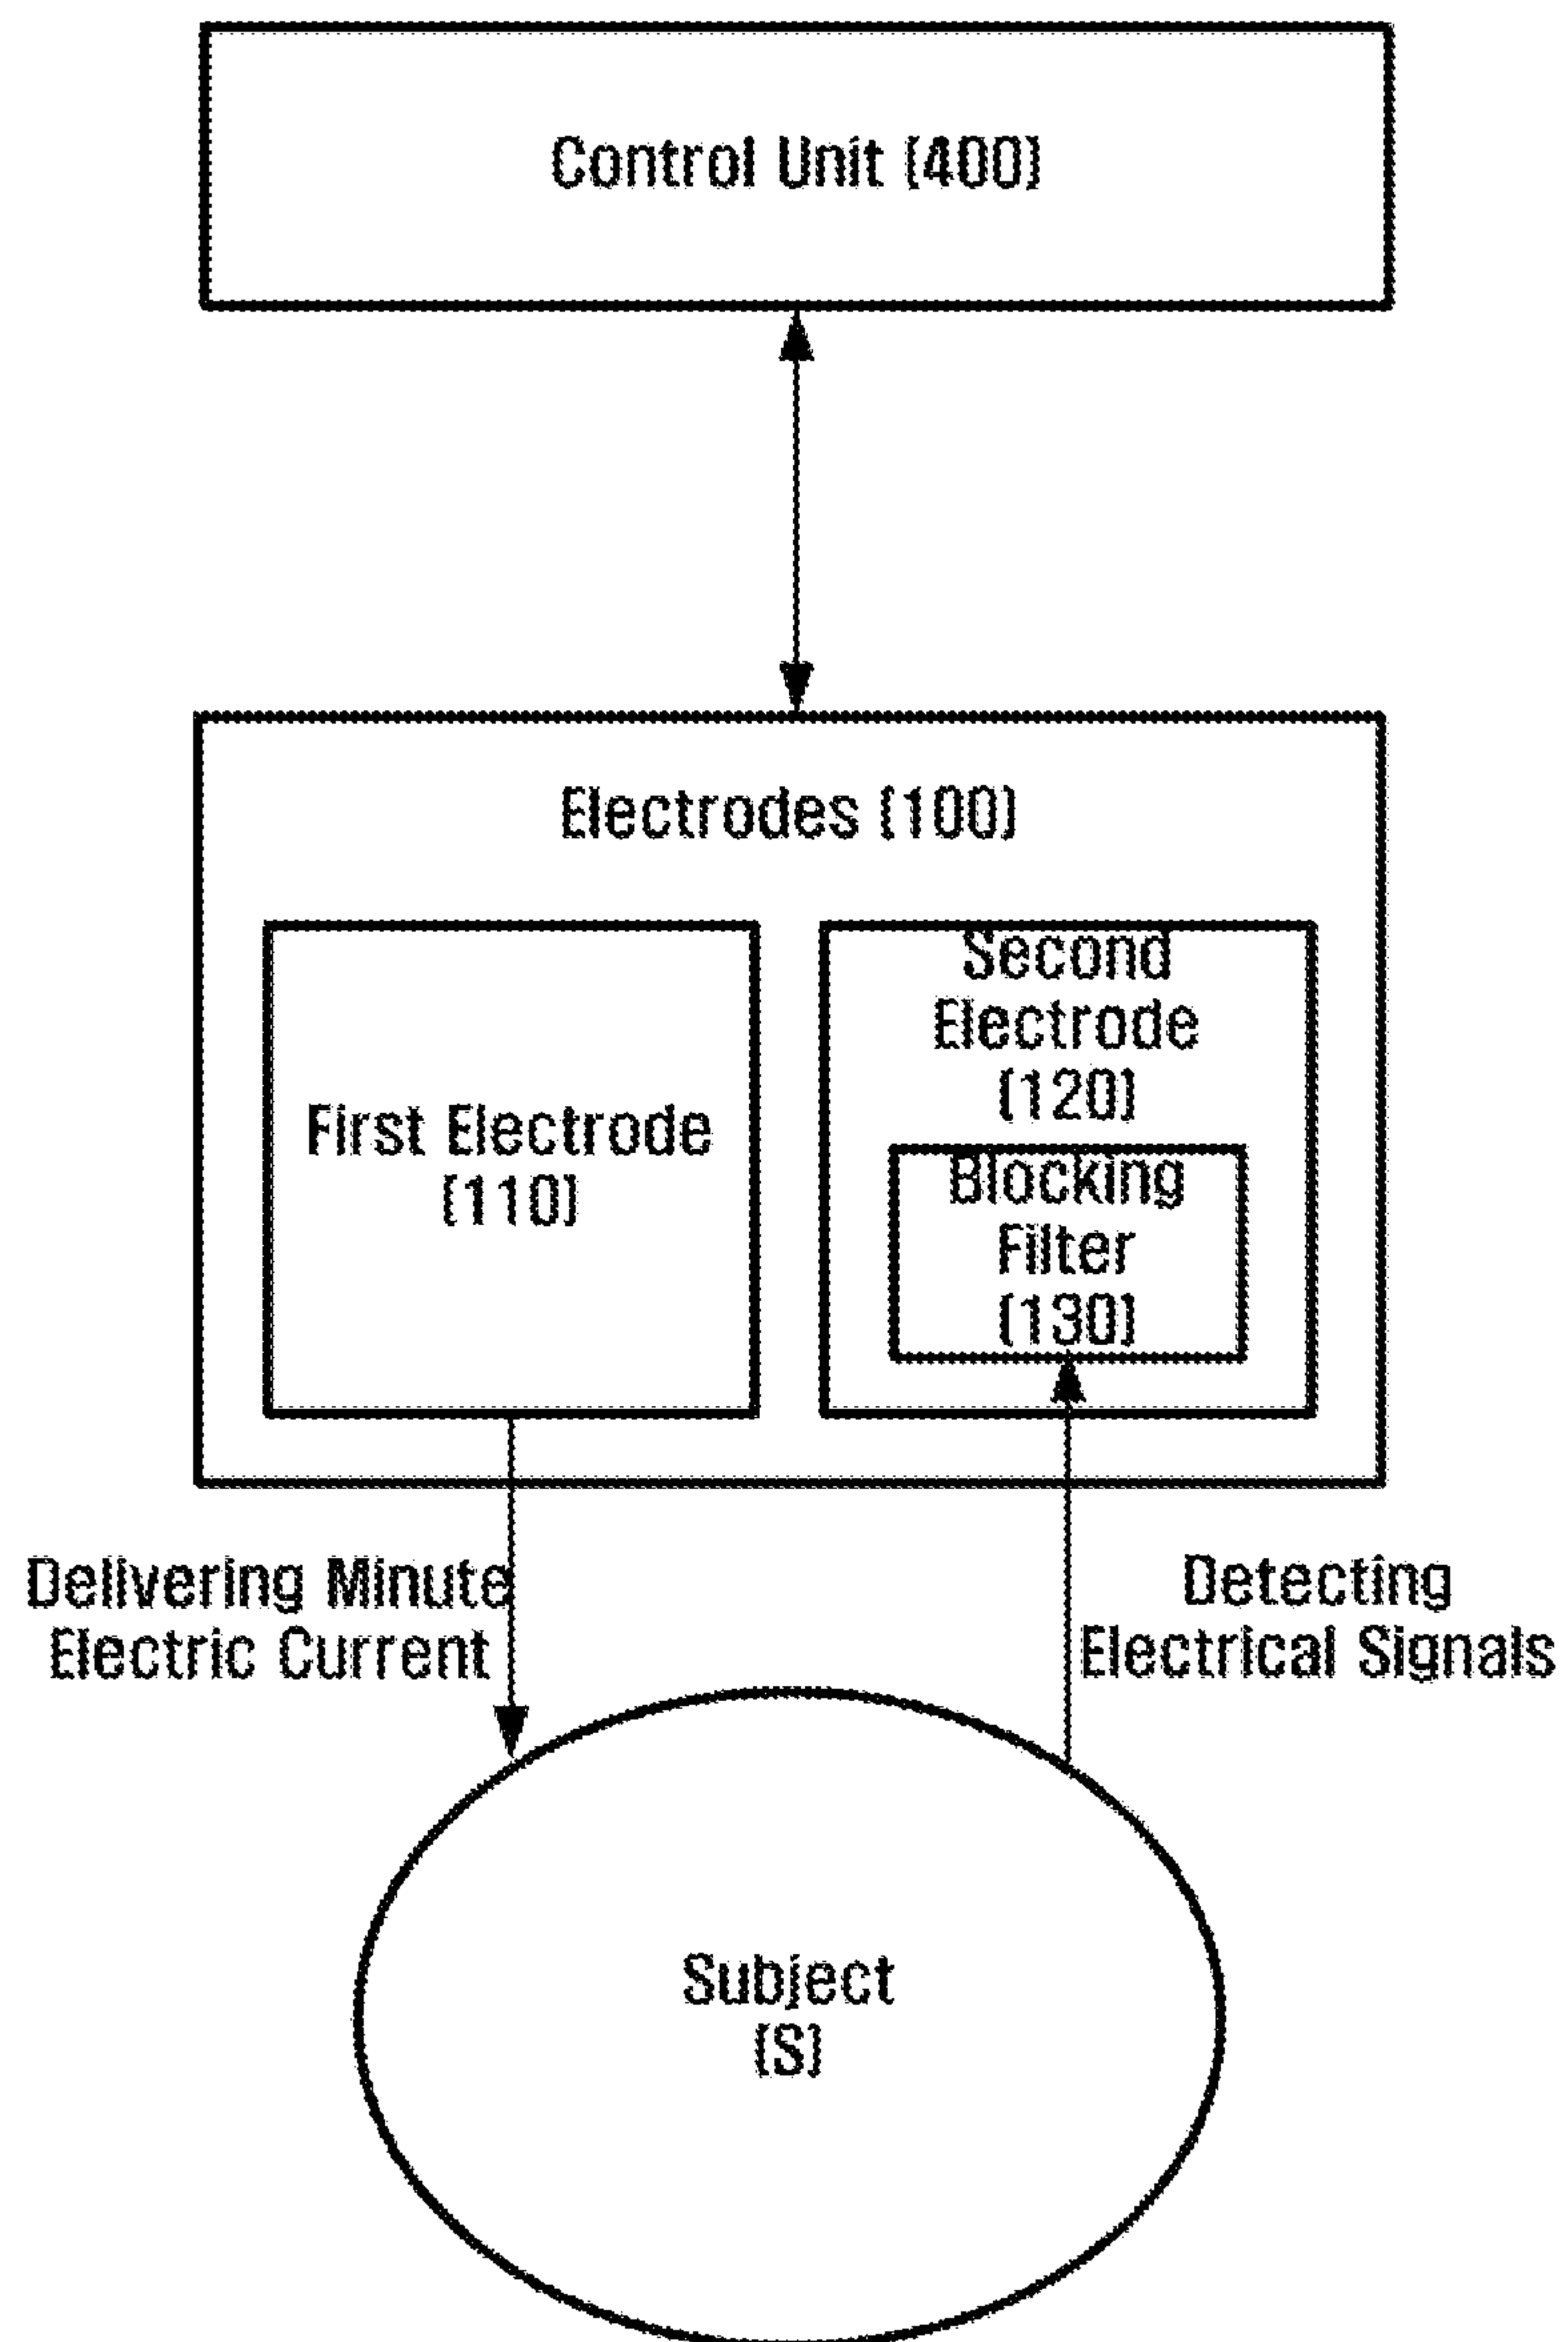 Control Unit (400)
Electrodes (100)
First Electrode
(110)
Second
Electrode
(120)
Blocking
Filter
(130)
Delivering Minute
Electric Current
Detecting
Electrical Signals
Subject
(S)